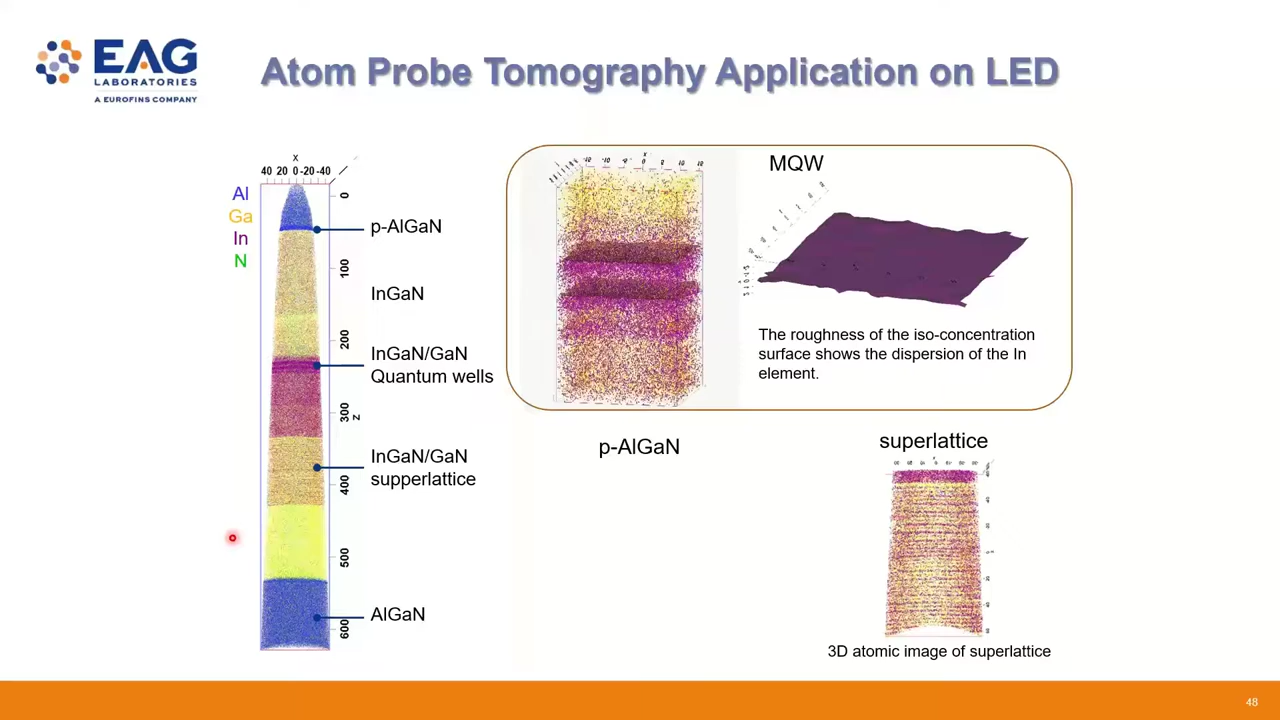 EAG
LABORATORIES
A EUROFINS COMPANY
Atom Probe Tomography Application on LED
X
40 20 0 -20 -40
Al
Ga
In
N
0
100
200
300
Z
400
500
600
p-AlGaN
InGaN
InGaN/GaN
Quantum wells
InGaN/GaN
supperlattice
AlGaN
MQW
The roughness of the iso-concentration
surface shows the dispersion of the In
element.
p-AlGaN
superlattice
3D atomic image of superlattice
48